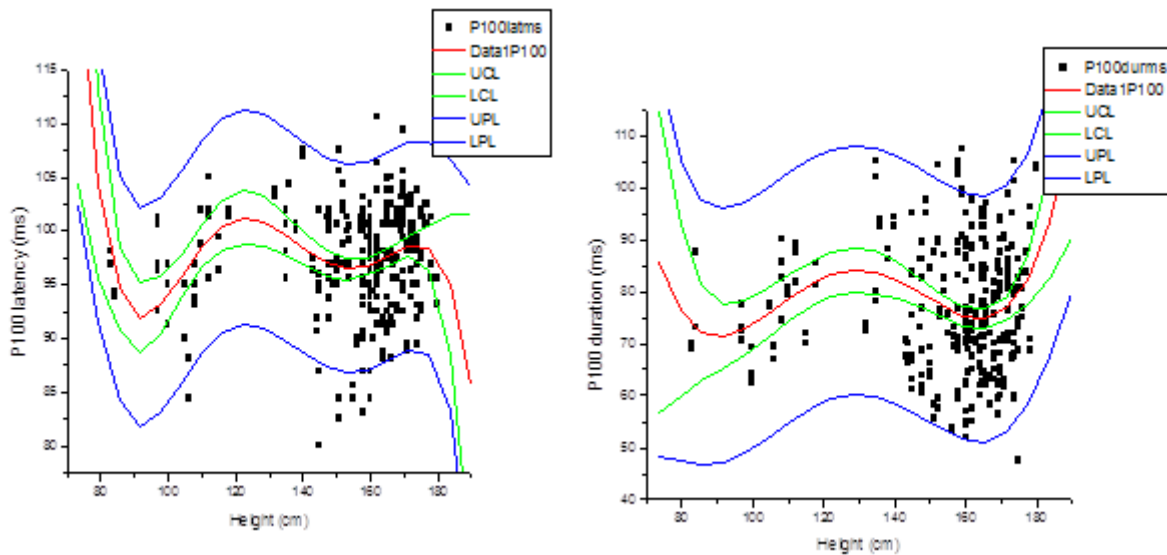 P100latms
Data1P100
UCL
LCL
UPL
LPL
115
110
105
100
95
90
85
80
P100 latency (ms)
80 100 120 140 160 180
Height (cm)
P100durms
Data1P100
UCL
LCL
UPL
LPL
110
100
90
80
70
60
50
40
P100 duration (ms)
80 100 120 140 160 180
Height (cm)